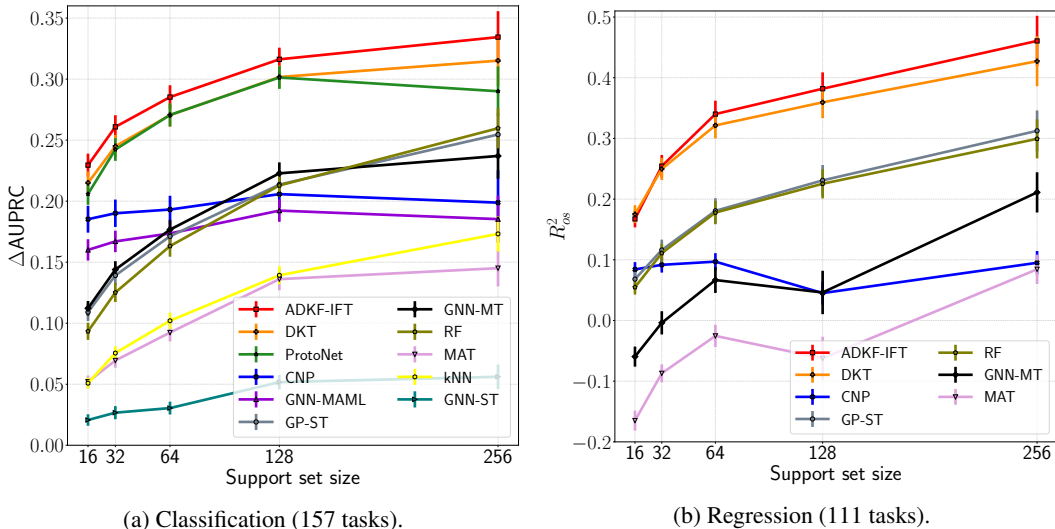 0.35
0.30
0.25
0.20
0.15
0.10
0.05
0.00
ΔAUPRC
16 32 64 128 256
Support set size
ADKF-IFT
DKT
ProtoNet
CNP
GNN-MAML
GP-ST
GNN-MT
RF
MAT
kNN
GNN-ST
(a) Classification (157 tasks).
0.5
0.4
0.3
0.2
0.1
0.0
−0.1
−0.2
R²os
16 32 64 128 256
Support set size
ADKF-IFT
DKT
CNP
GP-ST
RF
GNN-MT
MAT
(b) Regression (111 tasks).